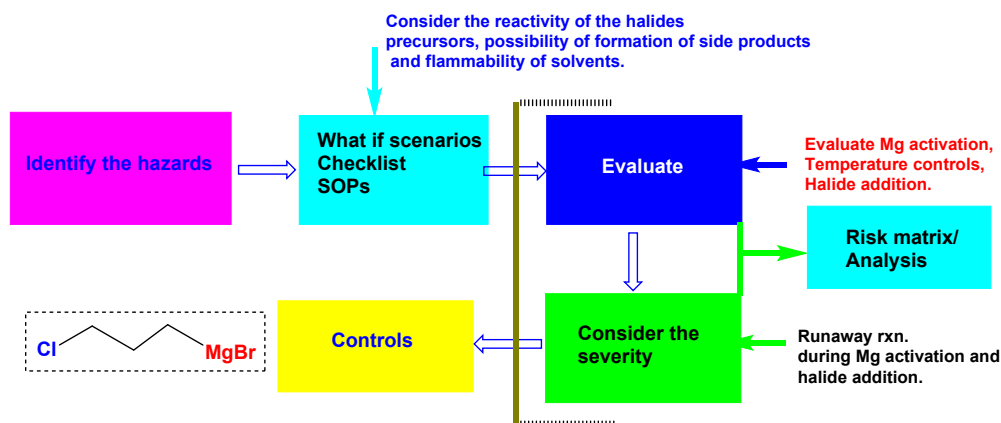 Consider the reactivity of the halides
precursors, possibility of formation of side products
and flammability of solvents.
Identify the hazards
What if scenarios
Checklist
SOPs
Evaluate
Evaluate Mg activation,
Temperature controls,
Halide addition.
Risk matrix/
Analysis
Cl
MgBr
Controls
Consider the
severity
Runaway rxn.
during Mg activation and
halide addition.